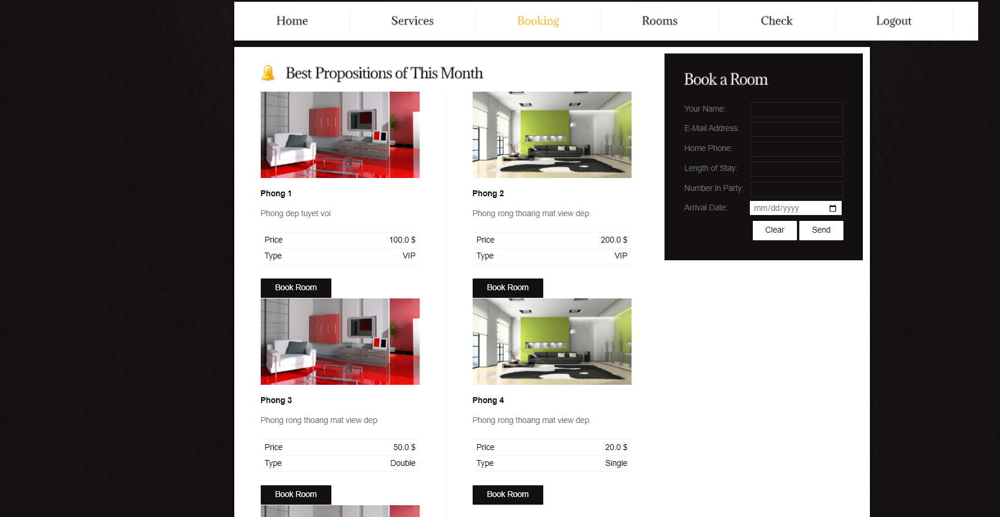 Home Services Booking Rooms Check Logout
Best Propositions of This Month
Phong 1
Phong dep tuyet voi
Price 100.0 $
Type VIP
Book Room
Phong 2
Phong rong thoang mat view dep.
Price 200.0 $
Type VIP
Book Room
Phong 3
Phong rong thoang mat view dep
Price 50.0 $
Type Double
Book Room
Phong 4
Phong rong thoang mat view dep.
Price 20.0 $
Type Single
Book Room
Book a Room
Your Name:
E-Mail Address:
Home Phone:
Length of Stay:
Number in Party:
Arrival Date: mm/dd/yyyy
Clear Send